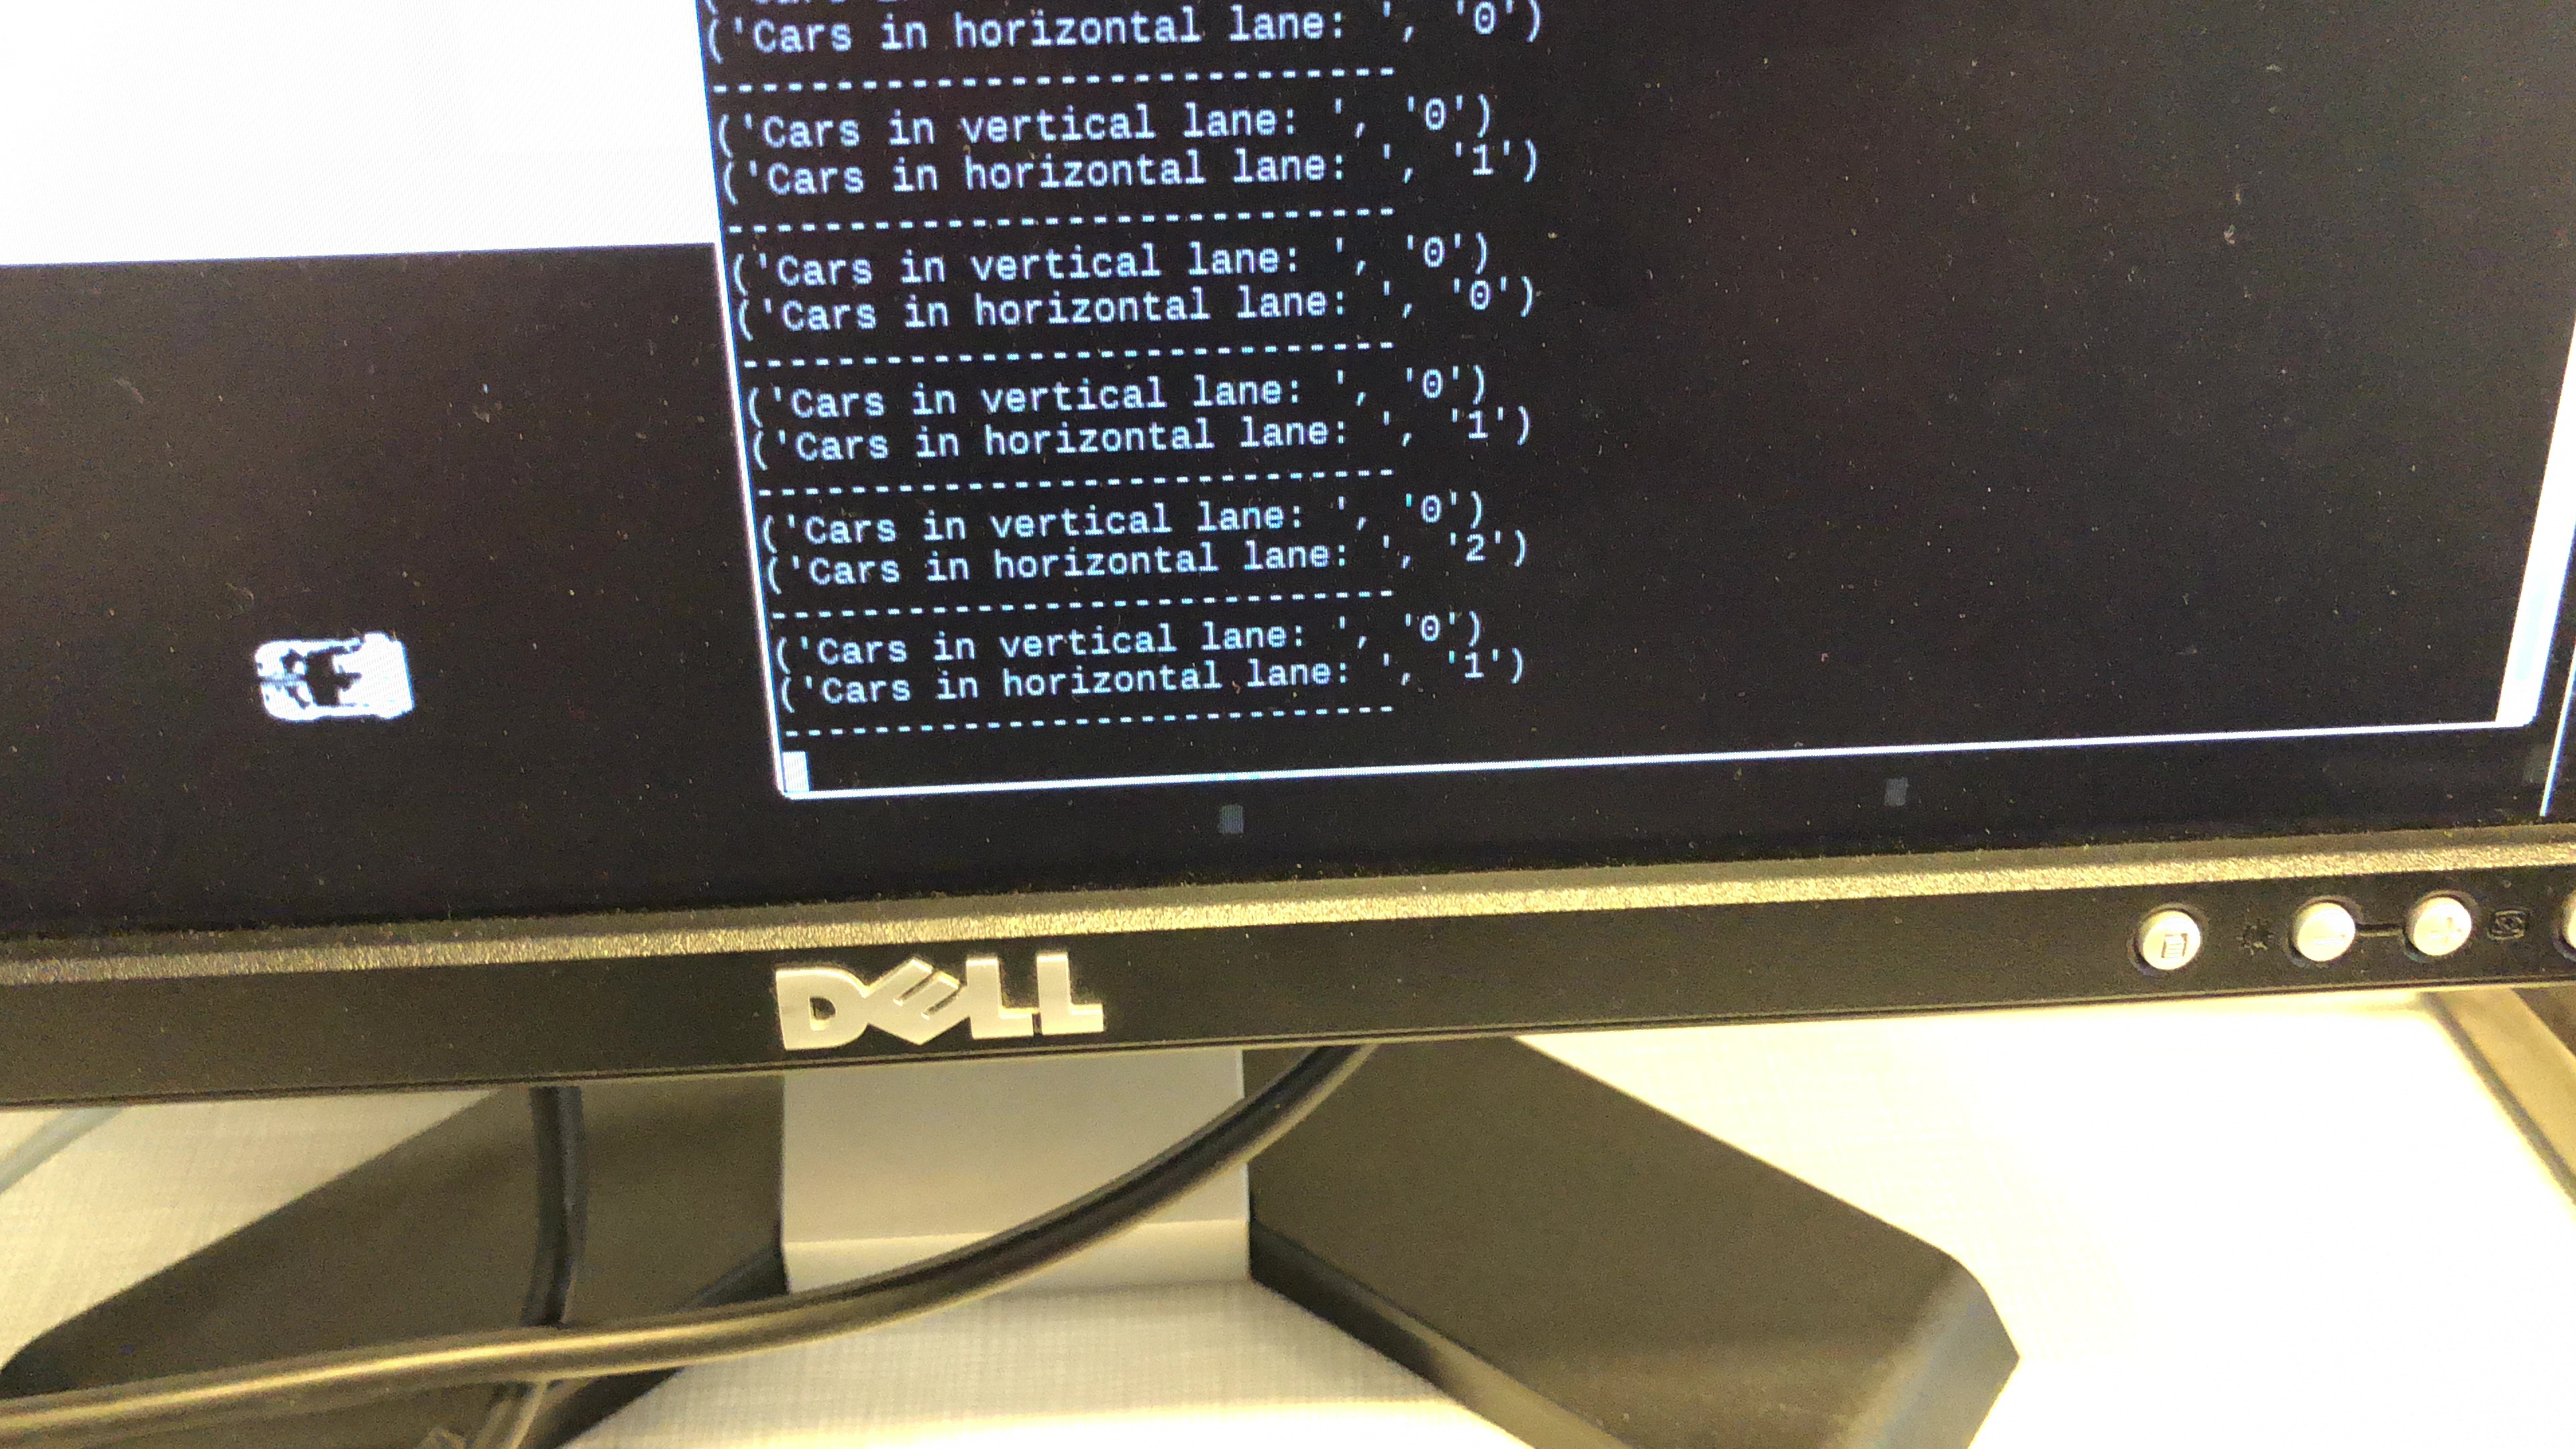 ('Cars in horizontal lane: ', '0')
----------------------------
('Cars in vertical lane: ', '0')
('Cars in horizontal lane: ', '1')
----------------------------
('Cars in vertical lane: ', '0')
('Cars in horizontal lane: ', '0')
----------------------------
('Cars in vertical lane: ', '0')
('Cars in horizontal lane: ', '1')
----------------------------
('Cars in vertical lane: ', '0')
('Cars in horizontal lane: ', '2')
----------------------------
('Cars in vertical lane: ', '0')
('Cars in horizontal lane: ', '1')
----------------------------
DELL